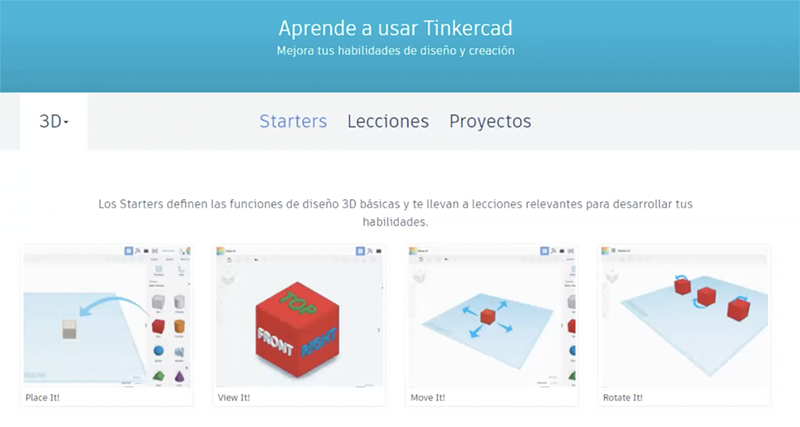 Aprende a usar Tinkercad
Mejora tus habilidades de diseño y creación
3D
Starters Lecciones Proyectos
Los Starters definen las funciones de diseño 3D básicas y te llevan a lecciones relevantes para desarrollar tus
habilidades.
TOP
FRONT RIGHT
Place It!
View It!
Move It!
Rotate It!